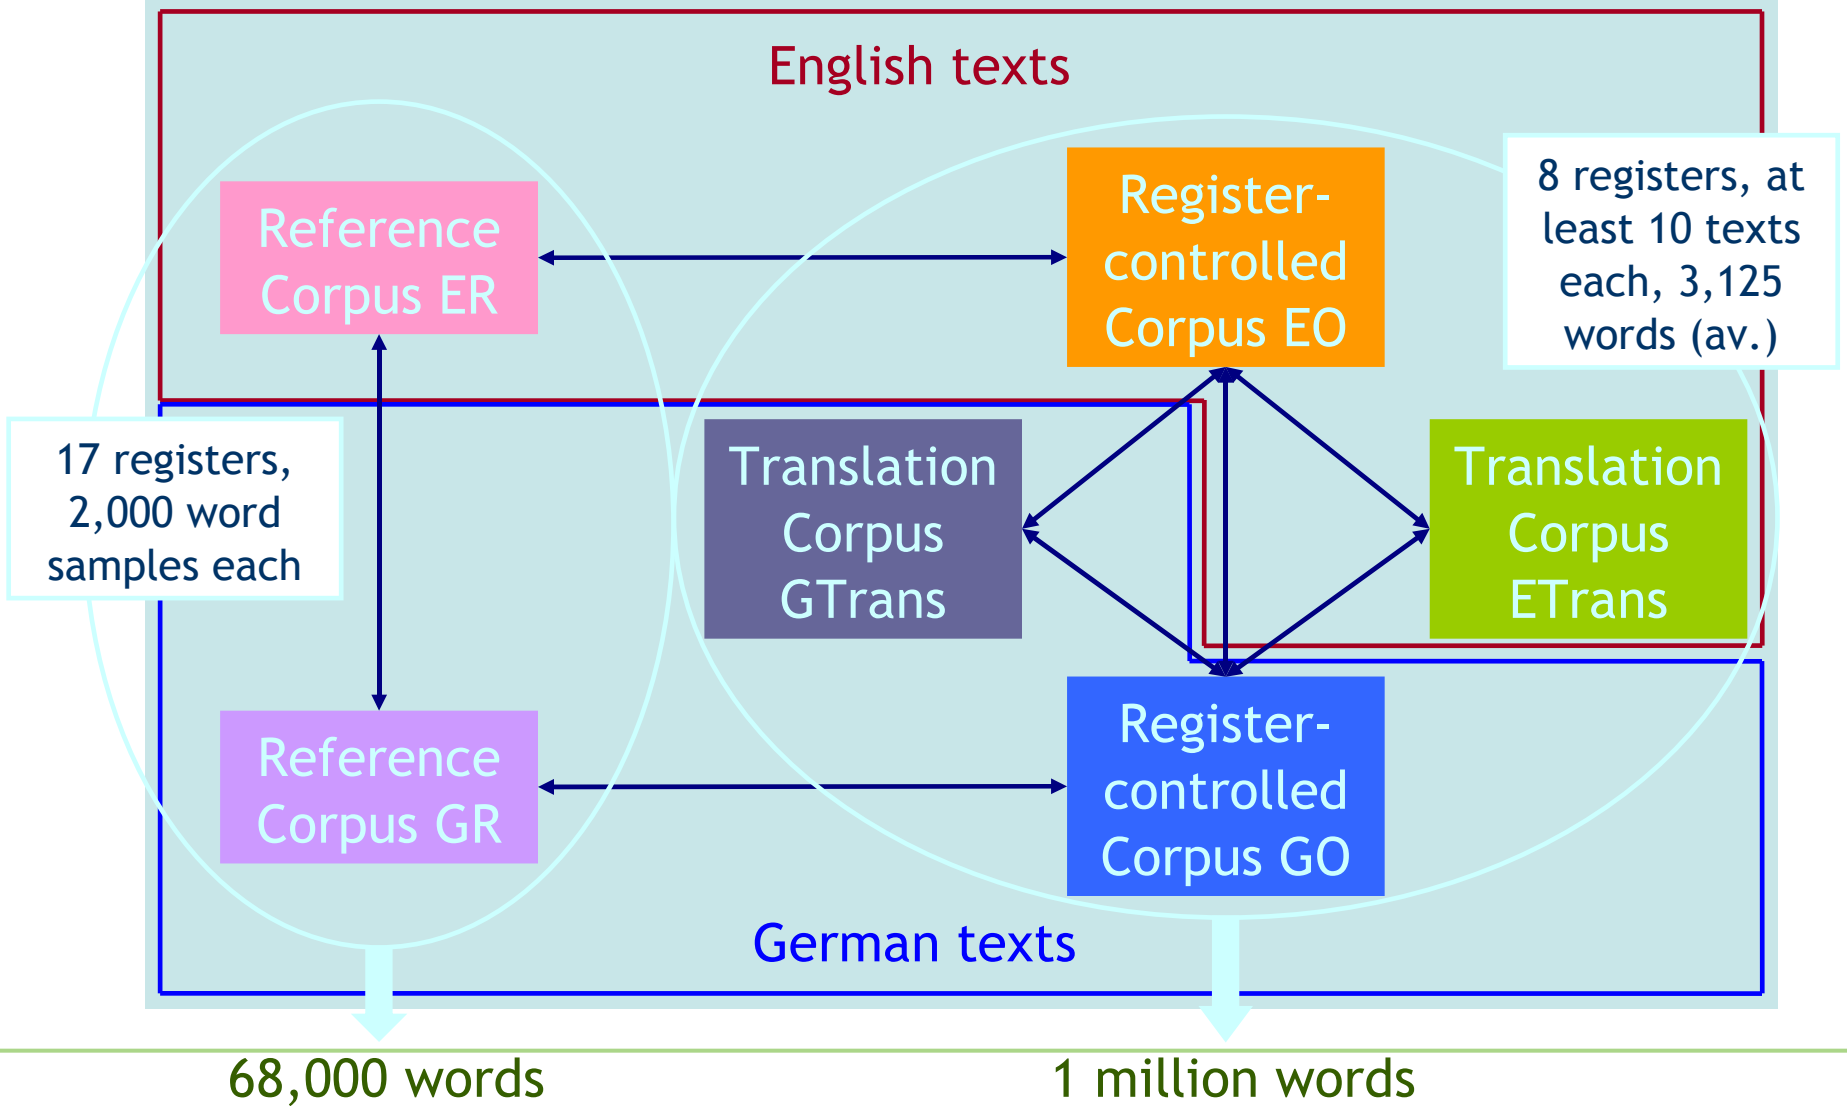 English texts
Reference
Corpus ER
Register-
controlled
Corpus EO
8 registers, at
least 10 texts
each, 3,125
words (av.)
17 registers,
2,000 word
samples each
Translation
Corpus
GTrans
Translation
Corpus
ETrans
Reference
Corpus GR
Register-
controlled
Corpus GO
German texts
68,000 words
1 million words